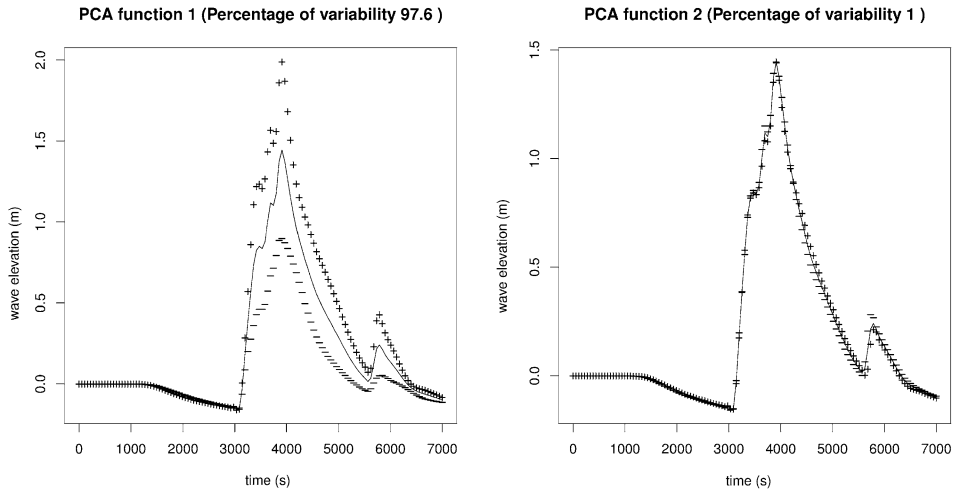 PCA function 1 (Percentage of variability 97.6 )
wave elevation (m)
2.0
1.5
1.0
0.5
0.0
0 1000 2000 3000 4000 5000 6000 7000
time (s)
PCA function 2 (Percentage of variability 1 )
wave elevation (m)
1.5
1.0
0.5
0.0
0 1000 2000 3000 4000 5000 6000 7000
time (s)